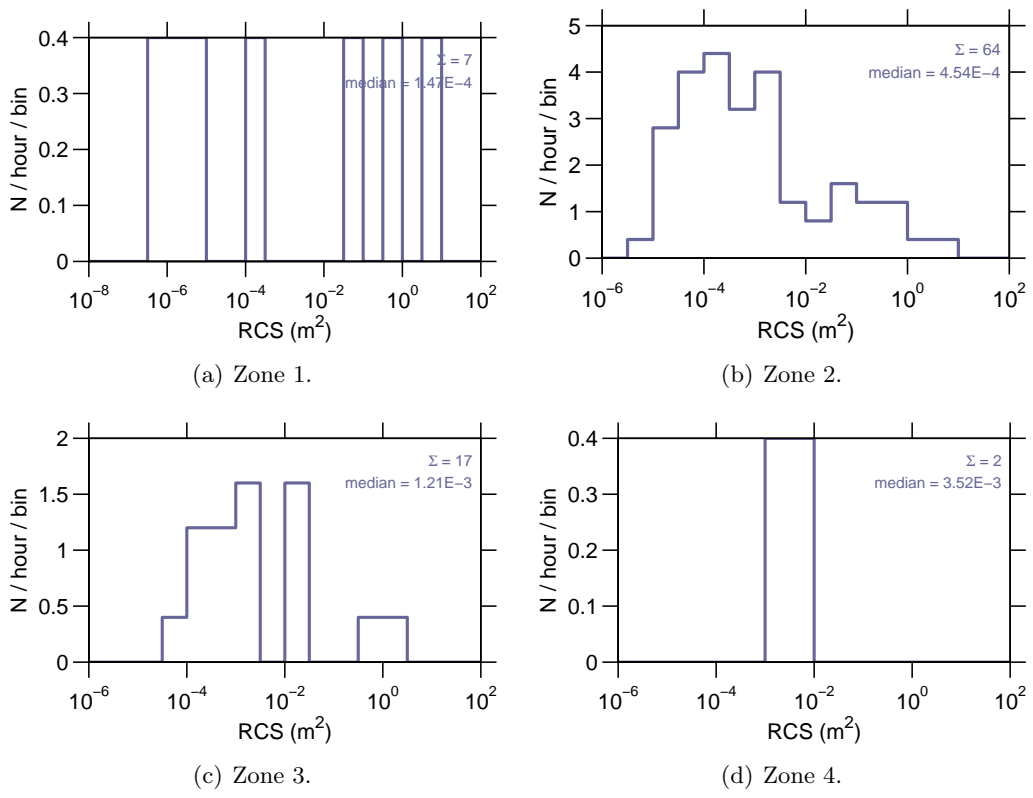 0.4
0.3
0.2
0.1
0
N / hour / bin
Σ = 7
median = 1.47E−4
10⁻⁸ 10⁻⁶ 10⁻⁴ 10⁻² 10⁰ 10²
RCS (m²)
(a) Zone 1.
5
4
3
2
1
0
N / hour / bin
Σ = 64
median = 4.54E−4
10⁻⁶ 10⁻⁴ 10⁻² 10⁰ 10²
RCS (m²)
(b) Zone 2.
2
1.5
1
0.5
0
N / hour / bin
Σ = 17
median = 1.21E−3
10⁻⁶ 10⁻⁴ 10⁻² 10⁰ 10²
RCS (m²)
(c) Zone 3.
0.4
0.3
0.2
0.1
0
N / hour / bin
Σ = 2
median = 3.52E−3
10⁻⁶ 10⁻⁴ 10⁻² 10⁰ 10²
RCS (m²)
(d) Zone 4.